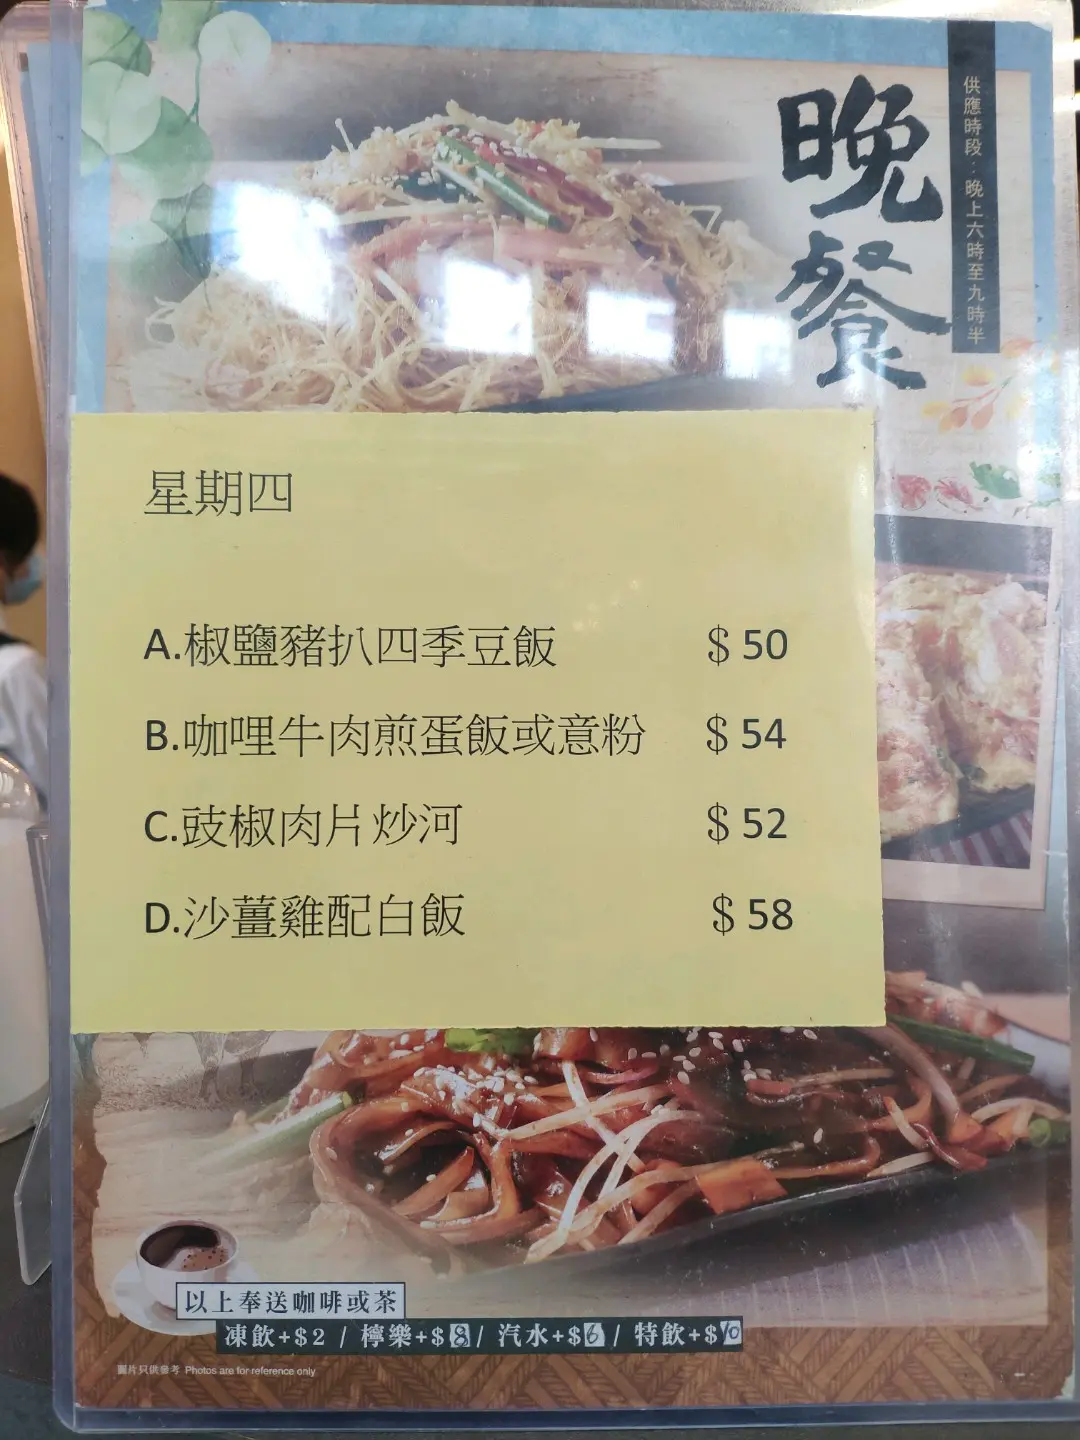 晚餐
供應時段：晚上六時至九時半
星期四
A.椒鹽豬扒四季豆飯 $50
B.咖哩牛肉煎蛋飯或意粉 $54
C.豉椒肉片炒河 $52
D.沙薑雞配白飯 $58
以上奉送咖啡或茶
凍飲+$2 / 檸樂+$8 / 汽水+$6 / 特飲+$10
圖片只供參考 Photos are for reference only